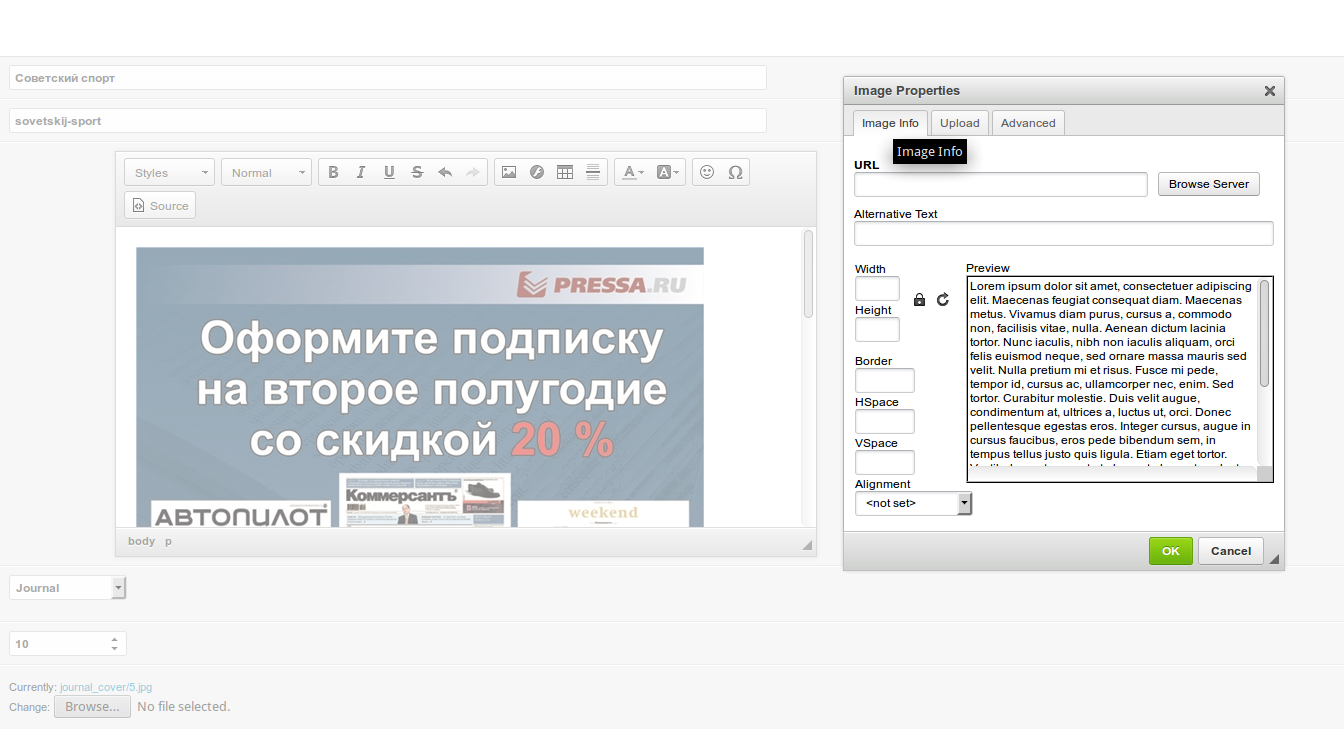 Советский спорт
sovetskij-sport
Styles
Normal
B I U S
A A
Ω
Source
PRESSA.RU
Оформите подписку
на второе полугодие
со скидкой 20 %
АВТОПИЛОТ
Коммерсантъ
weekend
body p
Journal
10
Currently: journal_cover/5.jpg
Change: Browse... No file selected.
Image Properties
Image Info Upload Advanced
Image Info
URL
Browse Server
Alternative Text
Width
Height
Border
HSpace
VSpace
Alignment
<not set>
Preview
Lorem ipsum dolor sit amet, consectetuer adipiscing
elit. Maecenas feugiat consequat diam. Maecenas
metus. Vivamus diam purus, cursus a, commodo
non, facilisis vitae, nulla. Aenean dictum lacinia
tortor. Nunc iaculis, nibh non iaculis aliquam, orci
felis euismod neque, sed ornare massa mauris sed
velit. Nulla pretium mi et risus. Fusce mi pede,
tempor id, cursus ac, ullamcorper nec, enim. Sed
tortor. Curabitur molestie. Duis velit augue,
condimentum at, ultrices a, luctus ut, orci. Donec
pellentesque egestas eros. Integer cursus, augue in
cursus faucibus, eros pede bibendum sem, in
tempus tellus justo quis ligula. Etiam eget tortor.
OK
Cancel